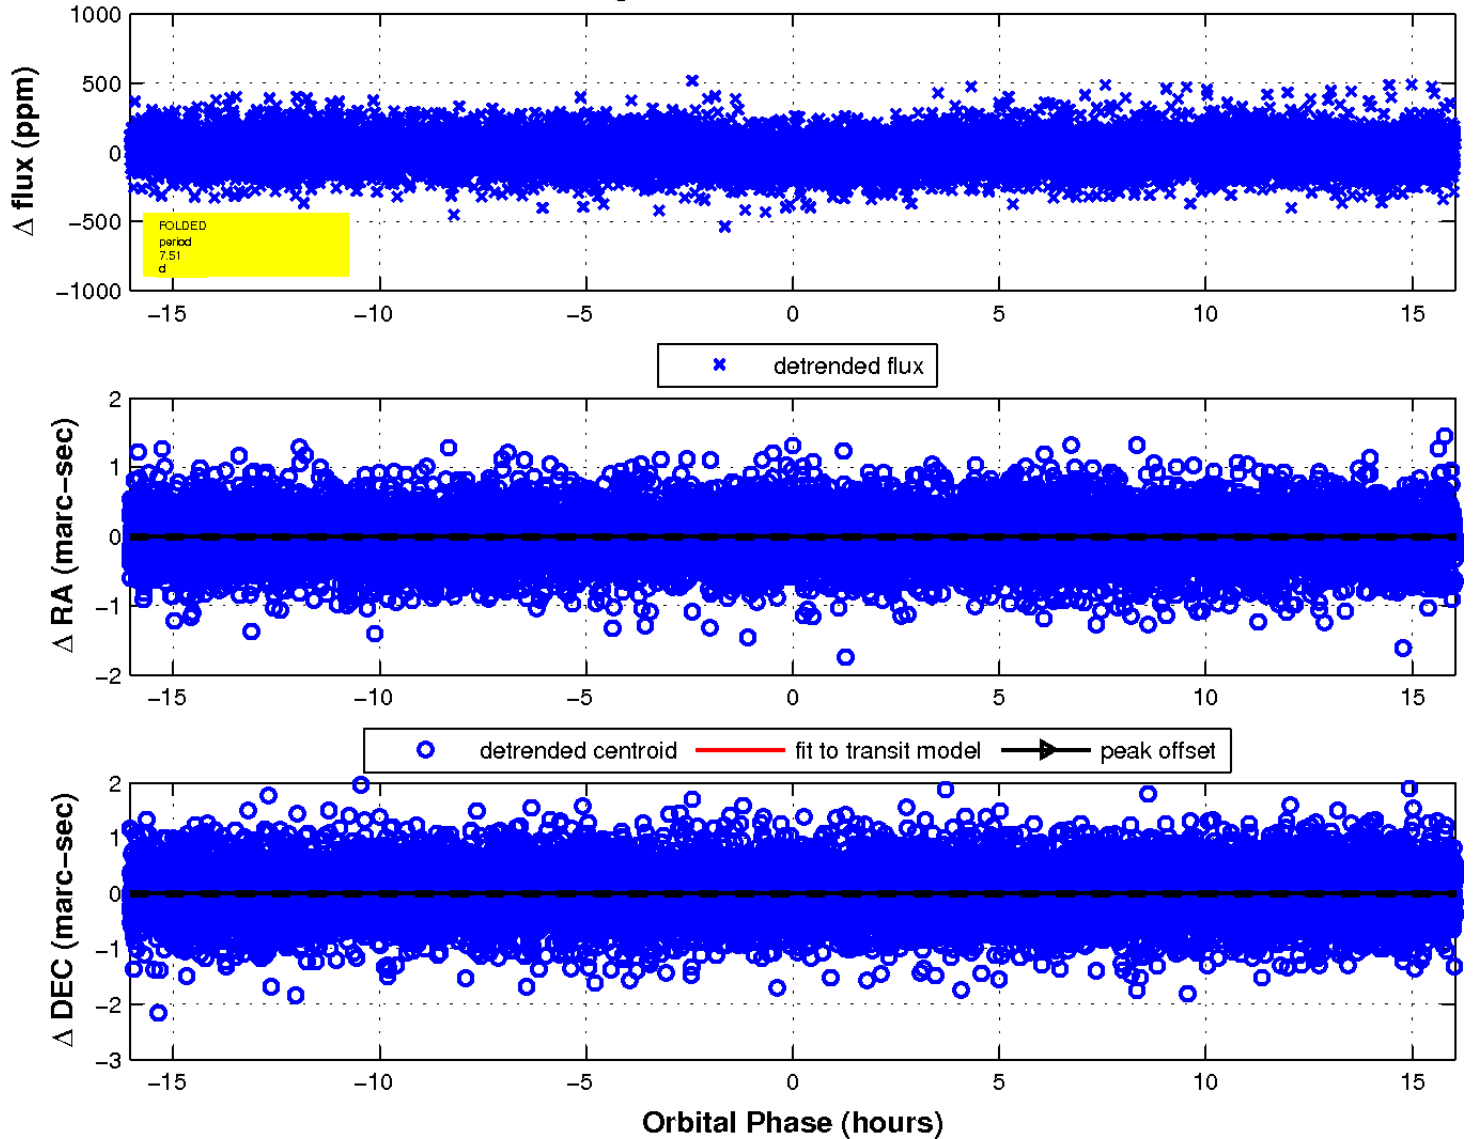 1000
500
0
−500
−1000
Δ flux (ppm)
FOLDED
period
7.51
d
−15 −10 −5 0 5 10 15
detrended flux
2
1
0
−1
−2
Δ RA (marc−sec)
−15 −10 −5 0 5 10 15
detrended centroid fit to transit model peak offset
2
1
0
−1
−2
−3
Δ DEC (marc−sec)
−15 −10 −5 0 5 10 15
Orbital Phase (hours)